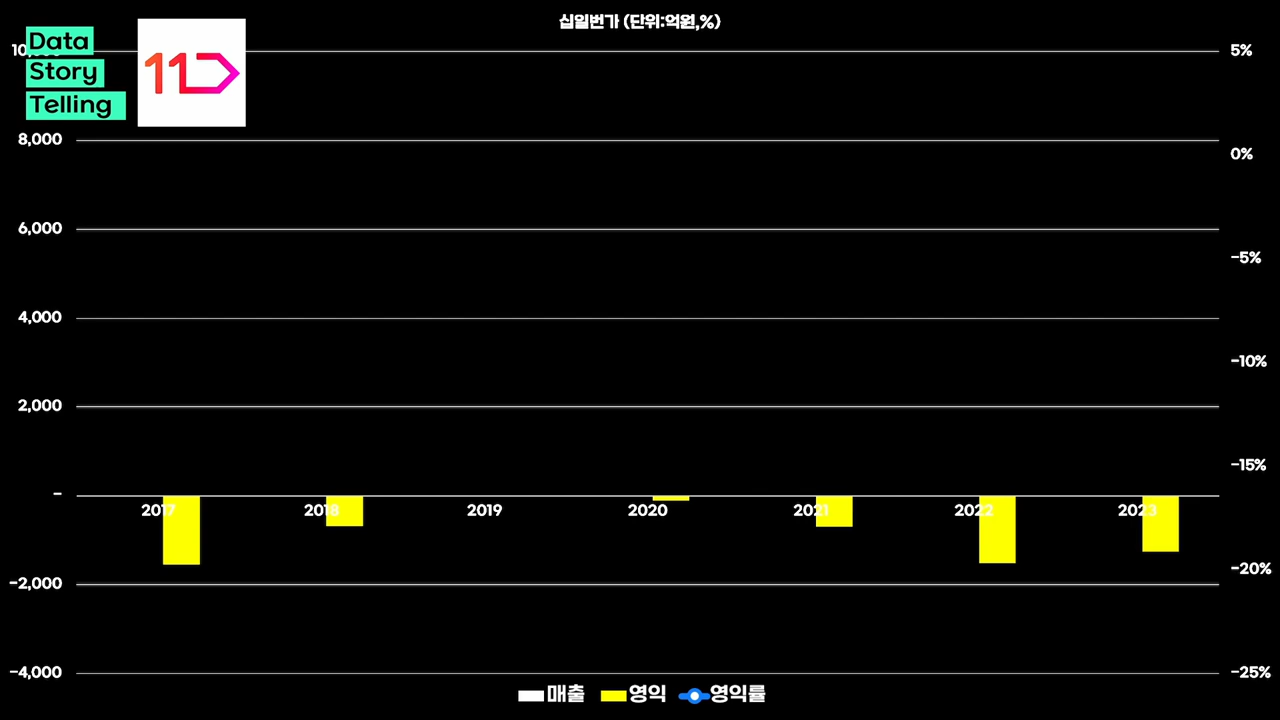 십일번가 (단위:억원,%)
Data
Story
Telling
11
5%
8,000
0%
6,000
-5%
4,000
-10%
2,000
-15%
-
2017 2018 2019 2020 2021 2022 2023
-2,000
-20%
-4,000
-25%
매출 영익 영익률